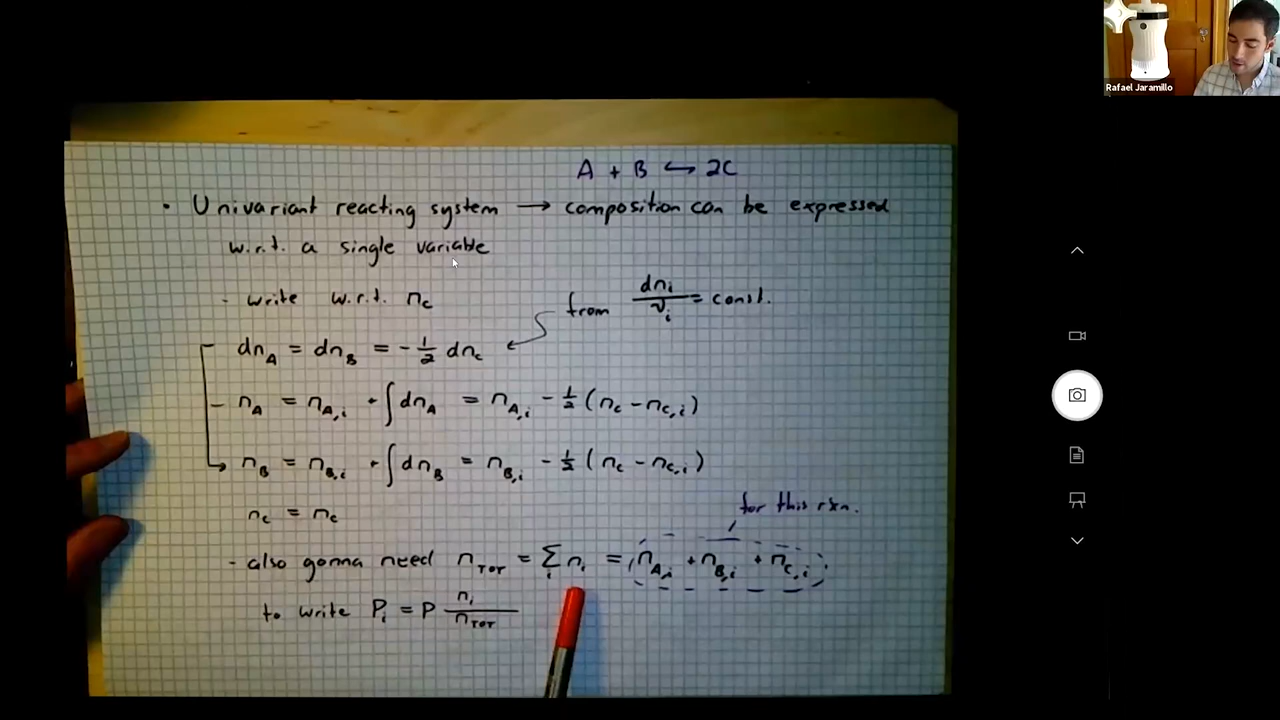 Rafael Jaramillo
A + B ↔ 2C
• Univariant reacting system → composition can be expressed
w.r.t. a single variable
- write w.r.t. n_c
from dn_i/ν_i = const.
dn_A = dn_B = -1/2 dn_c
n_A = n_A,i + ∫dn_A = n_A,i - 1/2 (n_c - n_c,i)
n_B = n_B,i + ∫dn_B = n_B,i - 1/2 (n_c - n_c,i)
n_c = n_c
for this rxn.
- also gonna need n_TOT = Σ_i n_i = n_A,i + n_B,i + n_c,i
to write P_i = P n_i/n_TOT